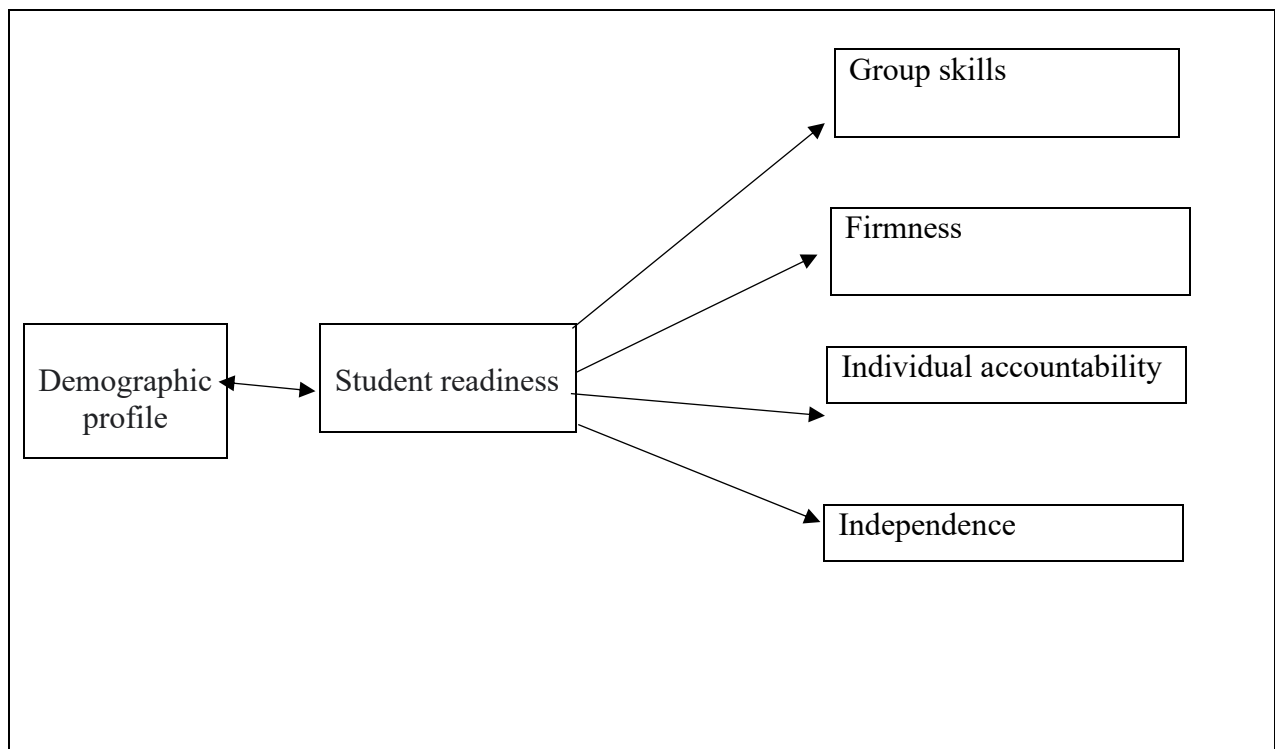 Group skills
Firmness
Individual accountability
Demographic
profile
Student readiness
Independence